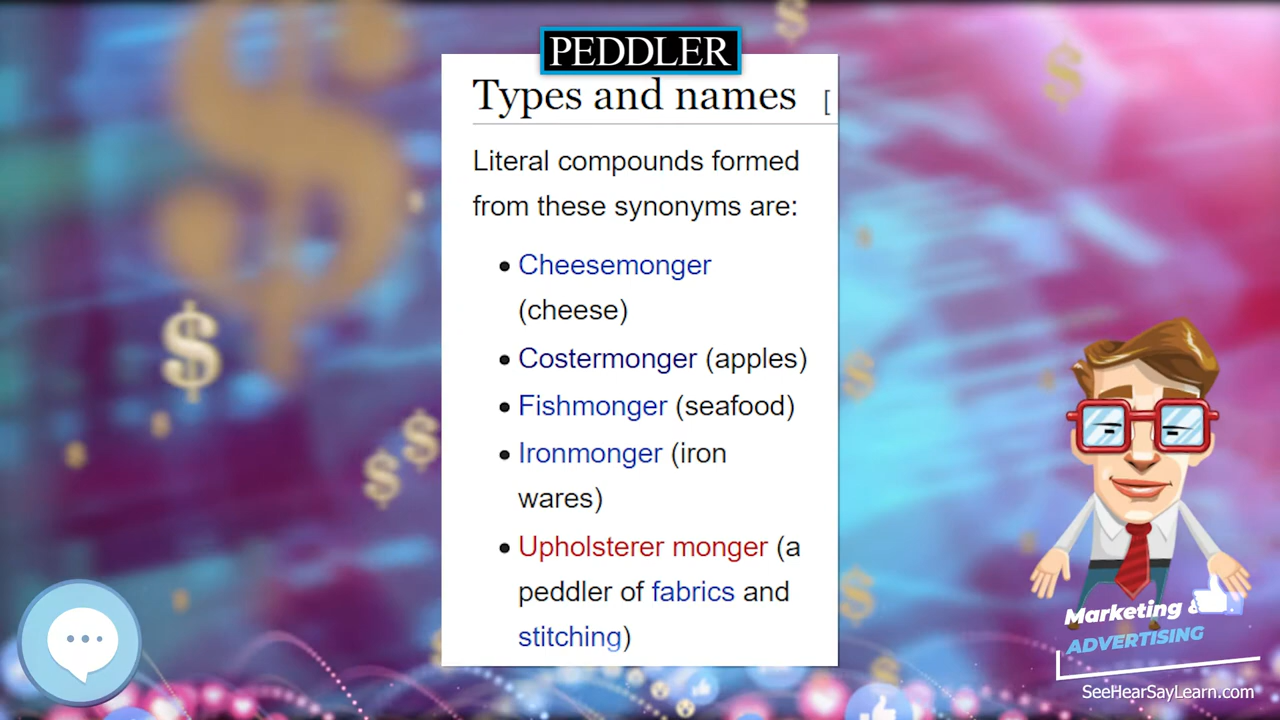 PEDDLER
Types and names [
Literal compounds formed
from these synonyms are:
• Cheesemonger
(cheese)
• Costermonger (apples)
• Fishmonger (seafood)
• Ironmonger (iron
wares)
• Upholsterer monger (a
peddler of fabrics and
stitching)
Marketing &
ADVERTISING
SeeHearSayLearn.com